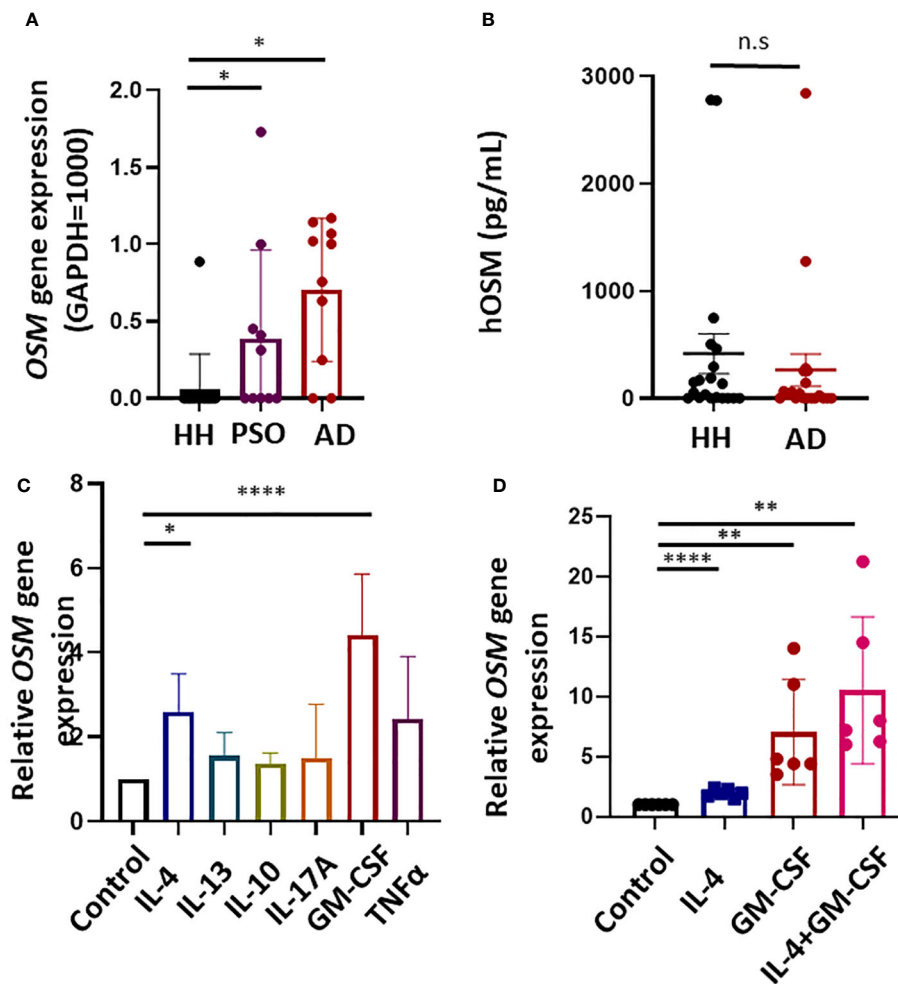 A
*
*
OSM gene expression
(GAPDH=1000)
2.0
1.5
1.0
0.5
0.0
HH PSO AD
B
n.s
hOSM (pg/mL)
3000
2000
1000
0
HH AD
C
****
*
Relative OSM gene
expression
8
6
4
2
0
Control
IL-4
IL-13
IL-10
IL-17A
GM-CSF
TNFα
D
**
**
****
Relative OSM gene
expression
25
20
15
10
5
0
Control
IL-4
GM-CSF
IL-4+GM-CSF